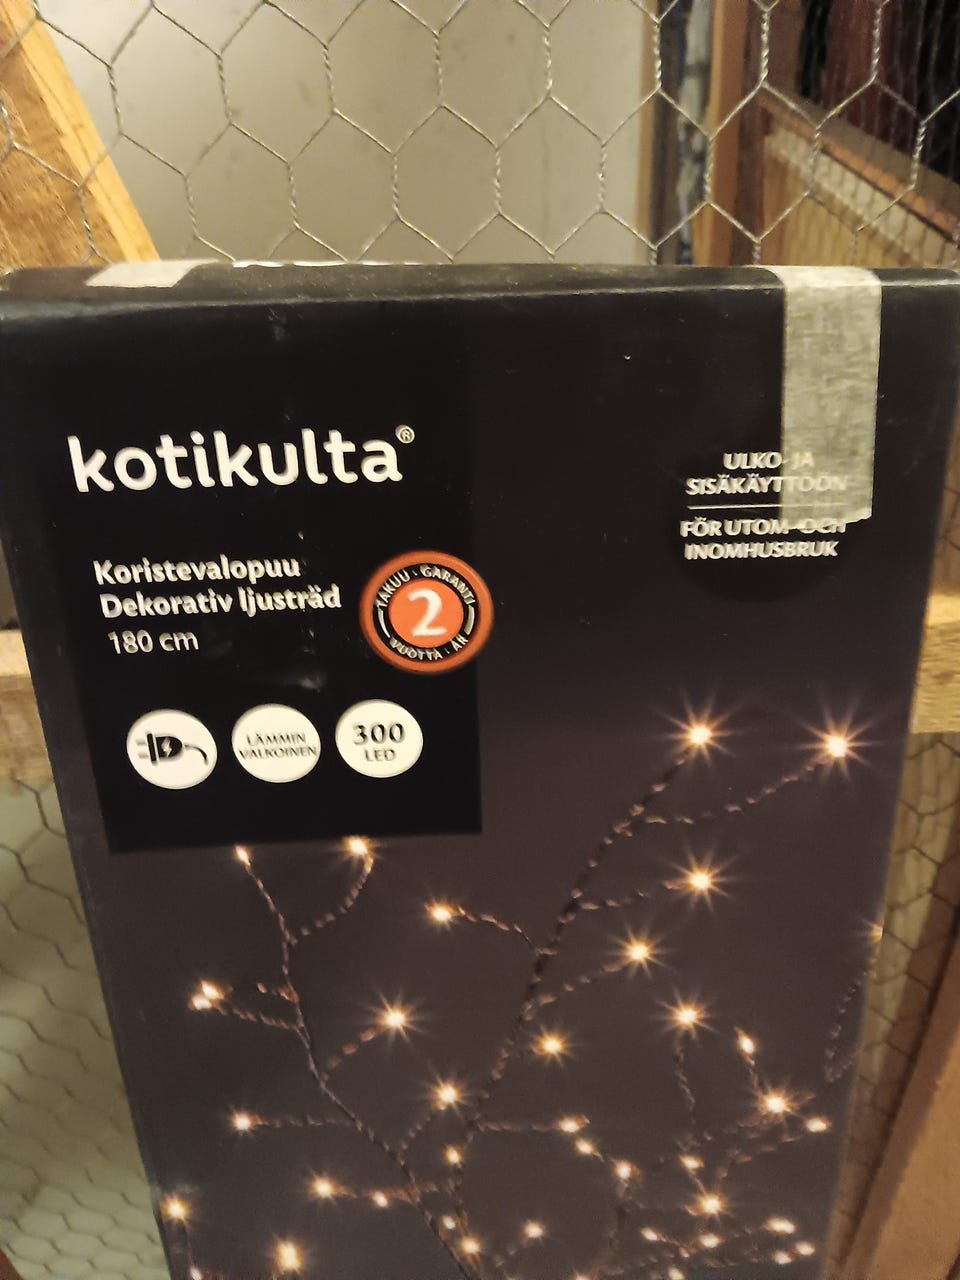 kotikulta®
ULKO- JA
SISÄKÄYTTÖÖN
FÖR UTOM- OCH
INOMHUSBRUK
Koristevalopuu
Dekorativ ljusträd
180 cm
TAKUU · GARANTI
2
VUOTTA · ÅR
LÄMMIN
VALKOINEN
300
LED